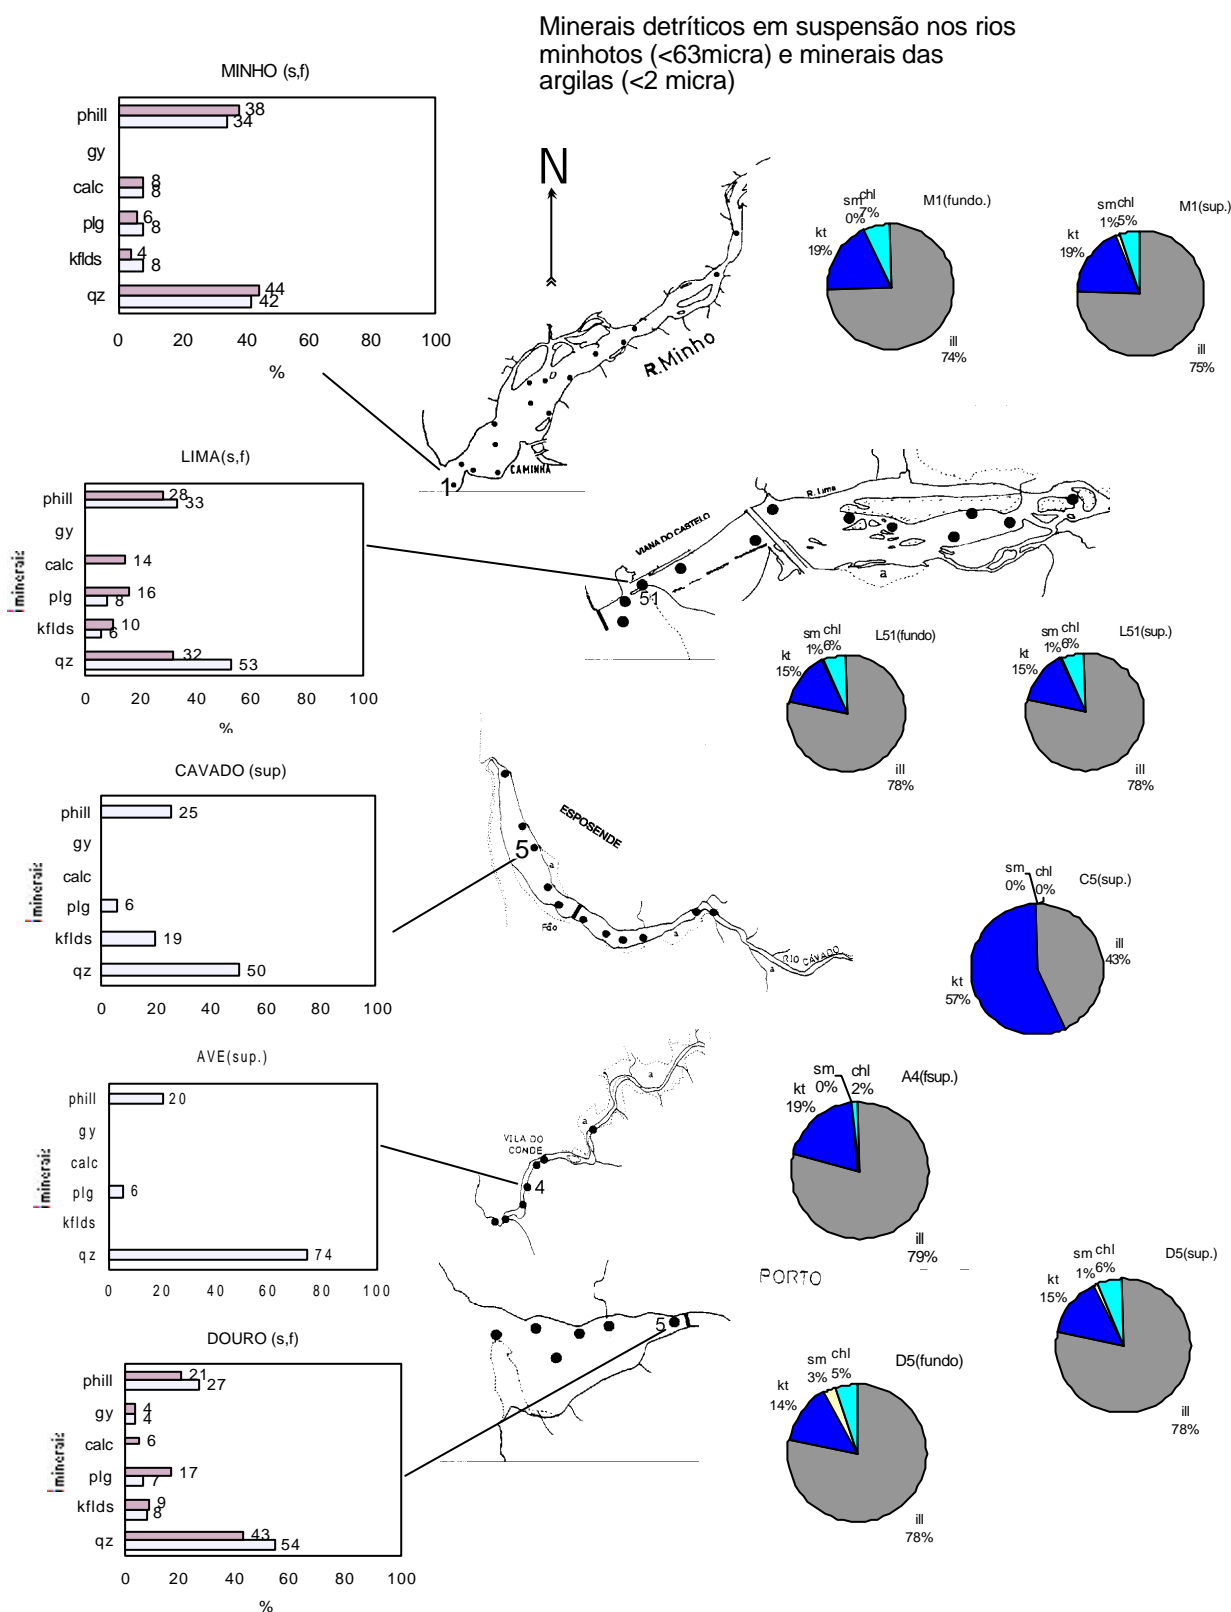 Minerais detríticos em suspensão nos rios
minhotos (<63micra) e minerais das
argilas (<2 micra)
MINHO (s,f)
phill 38
34
gy
calc 8
8
plg 6
8
kflds 4
8
qz 44
42
0 20 40 60 80 100
%
N
R.Minho
CAMINHA
1
M1(fundo.)
sm 0%
chl 7%
kt 19%
ill 74%
M1(sup.)
sm 1%
chl 5%
kt 19%
ill 75%
LIMA(s,f)
minerais
phill 28
33
gy
calc 14
plg 16
8
kflds 10
6
qz 32
53
0 20 40 60 80 100
%
R. Lima
VIANA DO CASTELO
51
a
L51(fundo)
sm 1%
chl 6%
kt 15%
ill 78%
L51(sup.)
sm 1%
chl 6%
kt 15%
ill 78%
CAVADO (sup)
minerais
phill 25
gy
calc
plg 6
kflds 19
qz 50
0 20 40 60 80 100
ESPOSENDE
5
a
Fão
a
RIO CÁVADO
a
C5(sup.)
sm 0%
chl 0%
ill 43%
kt 57%
AVE(sup.)
minerais
phill 20
gy
calc
plg 6
kflds
qz 74
0 20 40 60 80 100
a
a
VILA DO
CONDE
4
A4(fsup.)
sm 0%
chl 2%
kt 19%
ill 79%
DOURO (s,f)
minerais
phill 21
27
gy 4
4
calc 6
plg 17
7
kflds 9
8
qz 43
54
0 20 40 60 80 100
%
PORTO
5
D5(sup.)
sm 1%
chl 6%
kt 15%
ill 78%
D5(fundo)
sm 3%
chl 5%
kt 14%
ill 78%